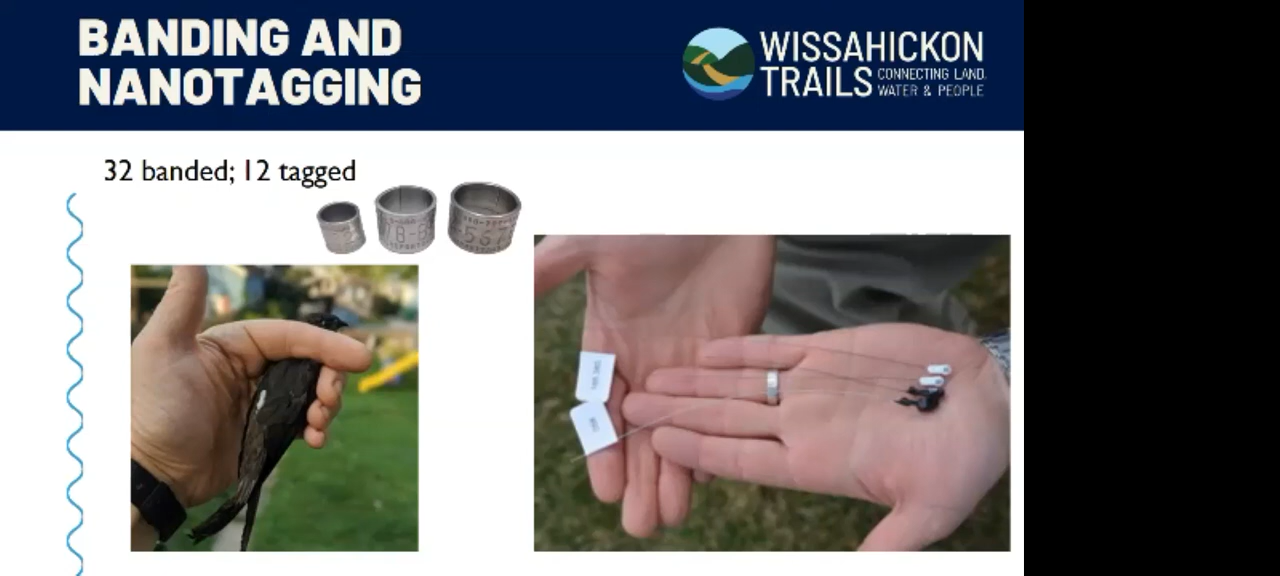 BANDING AND
NANOTAGGING
WISSAHICKON
TRAILS CONNECTING LAND,
WATER & PEOPLE
32 banded; 12 tagged